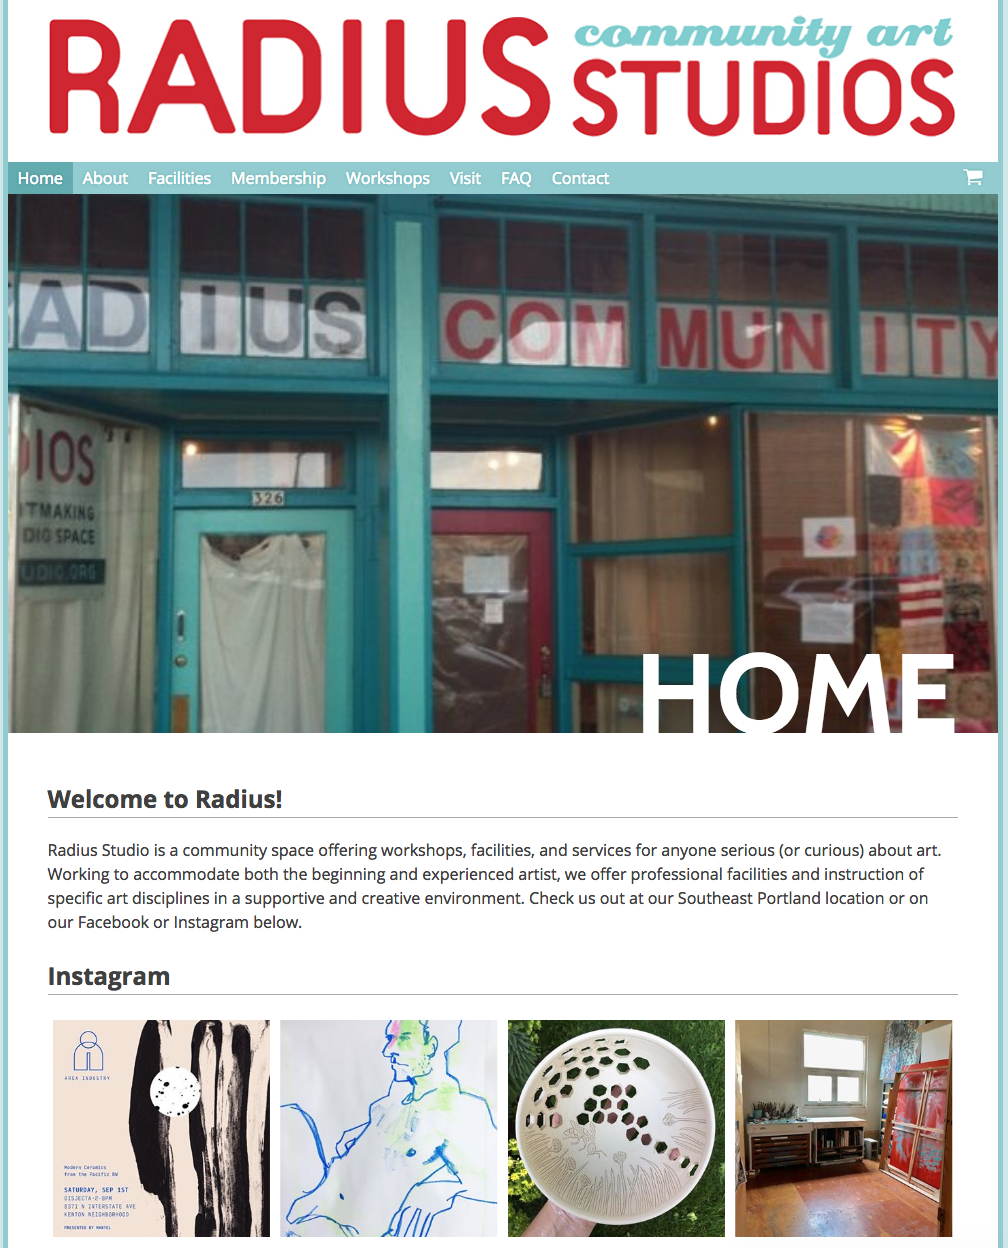 RADIUS community art
STUDIOS
Home About Facilities Membership Workshops Visit FAQ Contact
ADIUS COMMUNITY
DIOS
TMAKING
DIO SPACE
UDIO.ORG
326
HOME
Welcome to Radius!
Radius Studio is a community space offering workshops, facilities, and services for anyone serious (or curious) about art.
Working to accommodate both the beginning and experienced artist, we offer professional facilities and instruction of
specific art disciplines in a supportive and creative environment. Check us out at our Southeast Portland location or on
our Facebook or Instagram below.
Instagram
AREA INDUSTRY
Modern Ceramics
from the Pacific NW
SATURDAY, SEP 1ST
DISJECTA-2-8PM
8371 N INTERSTATE AVE
KENTON NEIGHBORHOOD
PRESENTED BY MANTEL